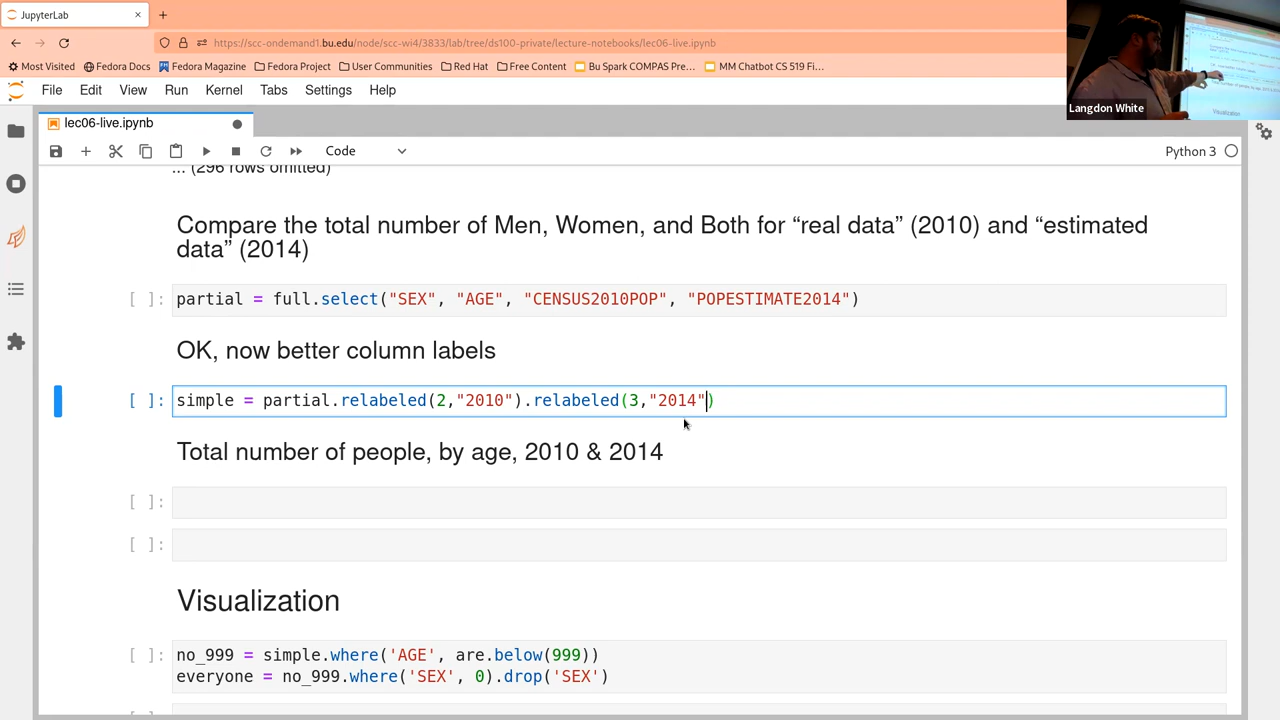 JupyterLab
https://scc-ondemand1.bu.edu/node/scc-wi4/3833/lab/tree/ds100-private/lecture-notebooks/lec06-live.ipynb
Most Visited Fedora Docs Fedora Magazine Fedora Project User Communities Red Hat Free Content Bu Spark COMPAS Pre… MM Chatbot CS 519 Fi…
Langdon White
File Edit View Run Kernel Tabs Settings Help
lec06-live.ipynb
Code
Python 3
... (296 rows omitted)
Compare the total number of Men, Women, and Both for “real data” (2010) and “estimated
data” (2014)
[ ]: partial = full.select("SEX", "AGE", "CENSUS2010POP", "POPESTIMATE2014")
OK, now better column labels
[ ]: simple = partial.relabeled(2,"2010").relabeled(3,"2014")
Total number of people, by age, 2010 & 2014
[ ]:
[ ]:
Visualization
[ ]: no_999 = simple.where('AGE', are.below(999))
everyone = no_999.where('SEX', 0).drop('SEX')